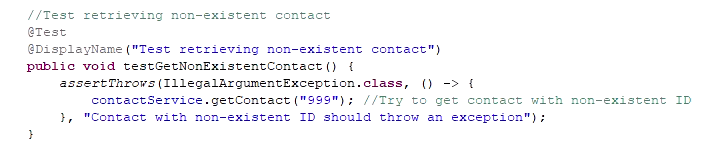 //Test retrieving non-existent contact
@Test
@DisplayName("Test retrieving non-existent contact")
public void testGetNonExistentContact() {
    assertThrows(IllegalArgumentException.class, () -> {
        contactService.getContact("999"); //Try to get contact with non-existent ID
    }, "Contact with non-existent ID should throw an exception");
}